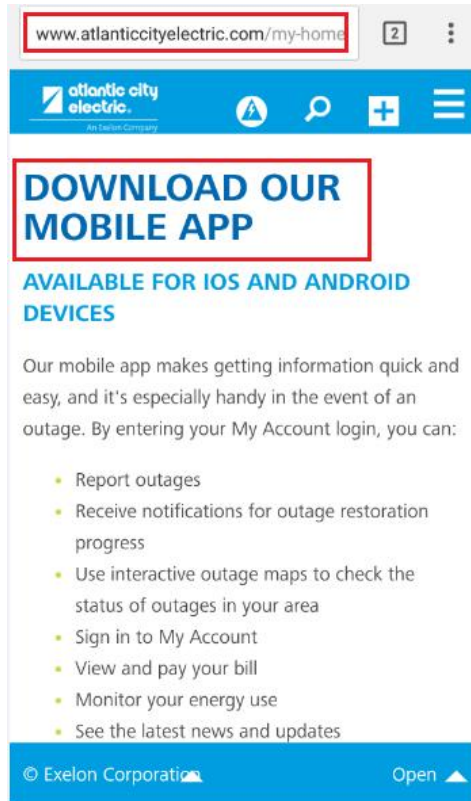 www.atlanticcityelectric.com/my-home
2
atlantic city
electric.
An Exelon Company
DOWNLOAD OUR
MOBILE APP
AVAILABLE FOR IOS AND ANDROID
DEVICES
Our mobile app makes getting information quick and
easy, and it's especially handy in the event of an
outage. By entering your My Account login, you can:
• Report outages
• Receive notifications for outage restoration
progress
• Use interactive outage maps to check the
status of outages in your area
• Sign in to My Account
• View and pay your bill
• Monitor your energy use
• See the latest news and updates
© Exelon Corporation
Open